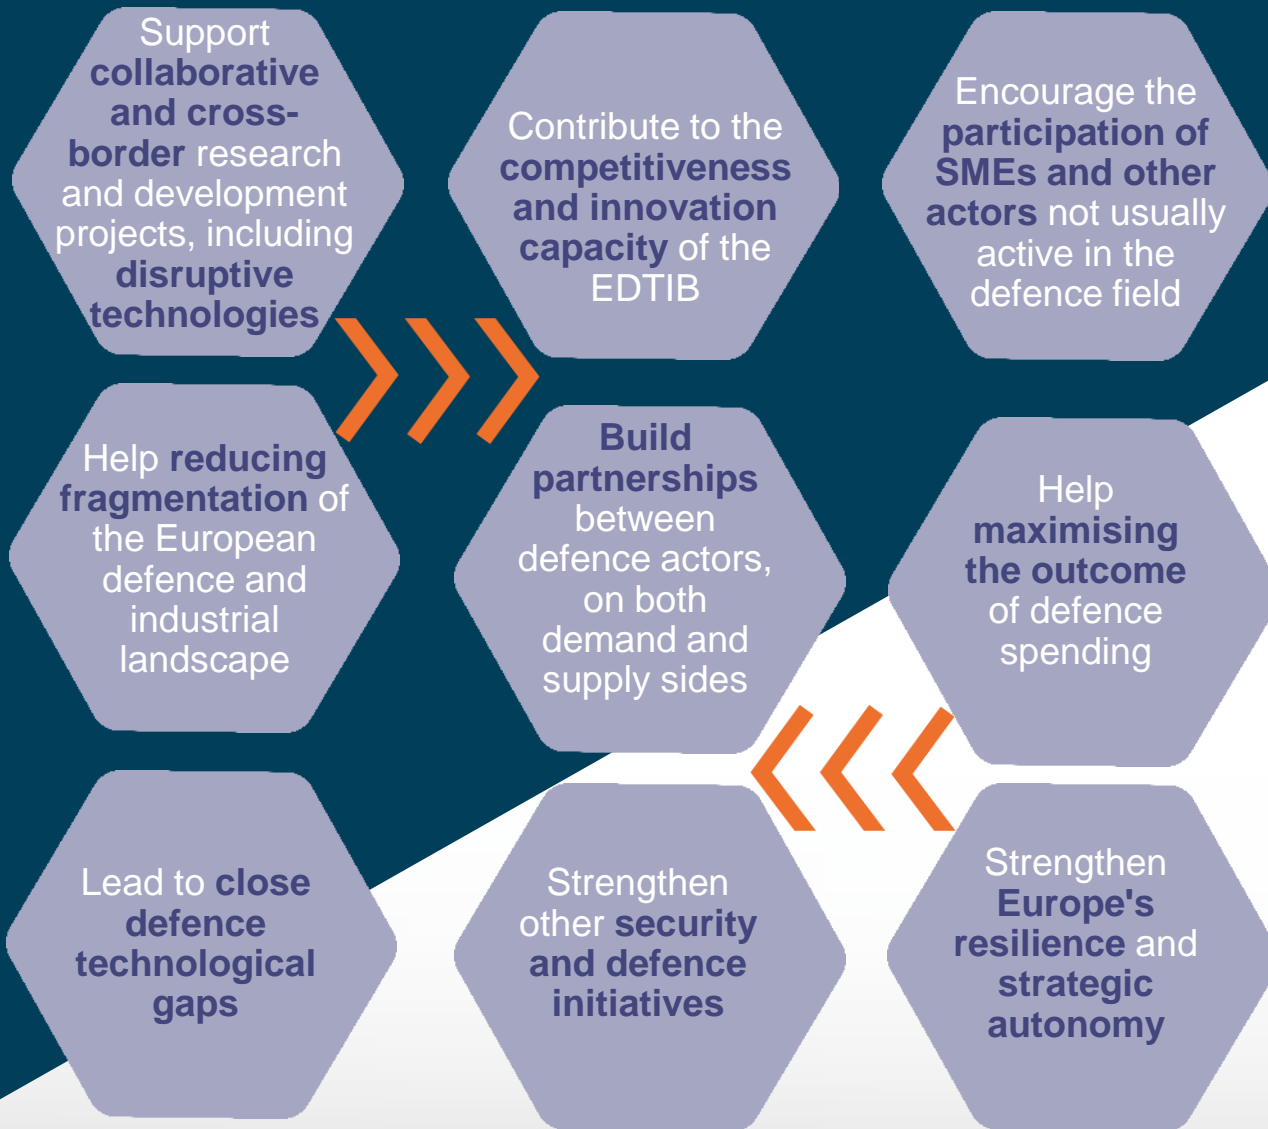 Support
collaborative
and cross-
border research
and development
projects, including
disruptive
technologies
Contribute to the
competitiveness
and innovation
capacity of the
EDTIB
Encourage the
participation of
SMEs and other
actors not usually
active in the
defence field
Help reducing
fragmentation of
the European
defence and
industrial
landscape
Build
partnerships
between
defence actors,
on both
demand and
supply sides
Help
maximising
the outcome
of defence
spending
Lead to close
defence
technological
gaps
Strengthen
other security
and defence
initiatives
Strengthen
Europe's
resilience and
strategic
autonomy